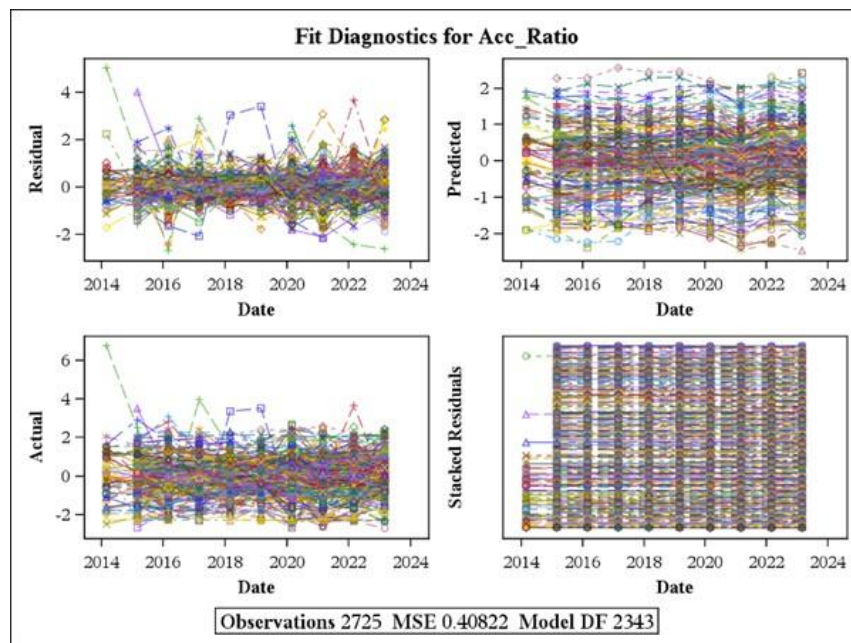 Fit Diagnostics for Acc_Ratio
Residual
4
2
0
-2
2014 2016 2018 2020 2022 2024
Date
Predicted
2
1
0
-1
-2
2014 2016 2018 2020 2022 2024
Date
Actual
6
4
2
0
-2
2014 2016 2018 2020 2022 2024
Date
Stacked Residuals
2014 2016 2018 2020 2022 2024
Date
Observations 2725 MSE 0.40822 Model DF 2343